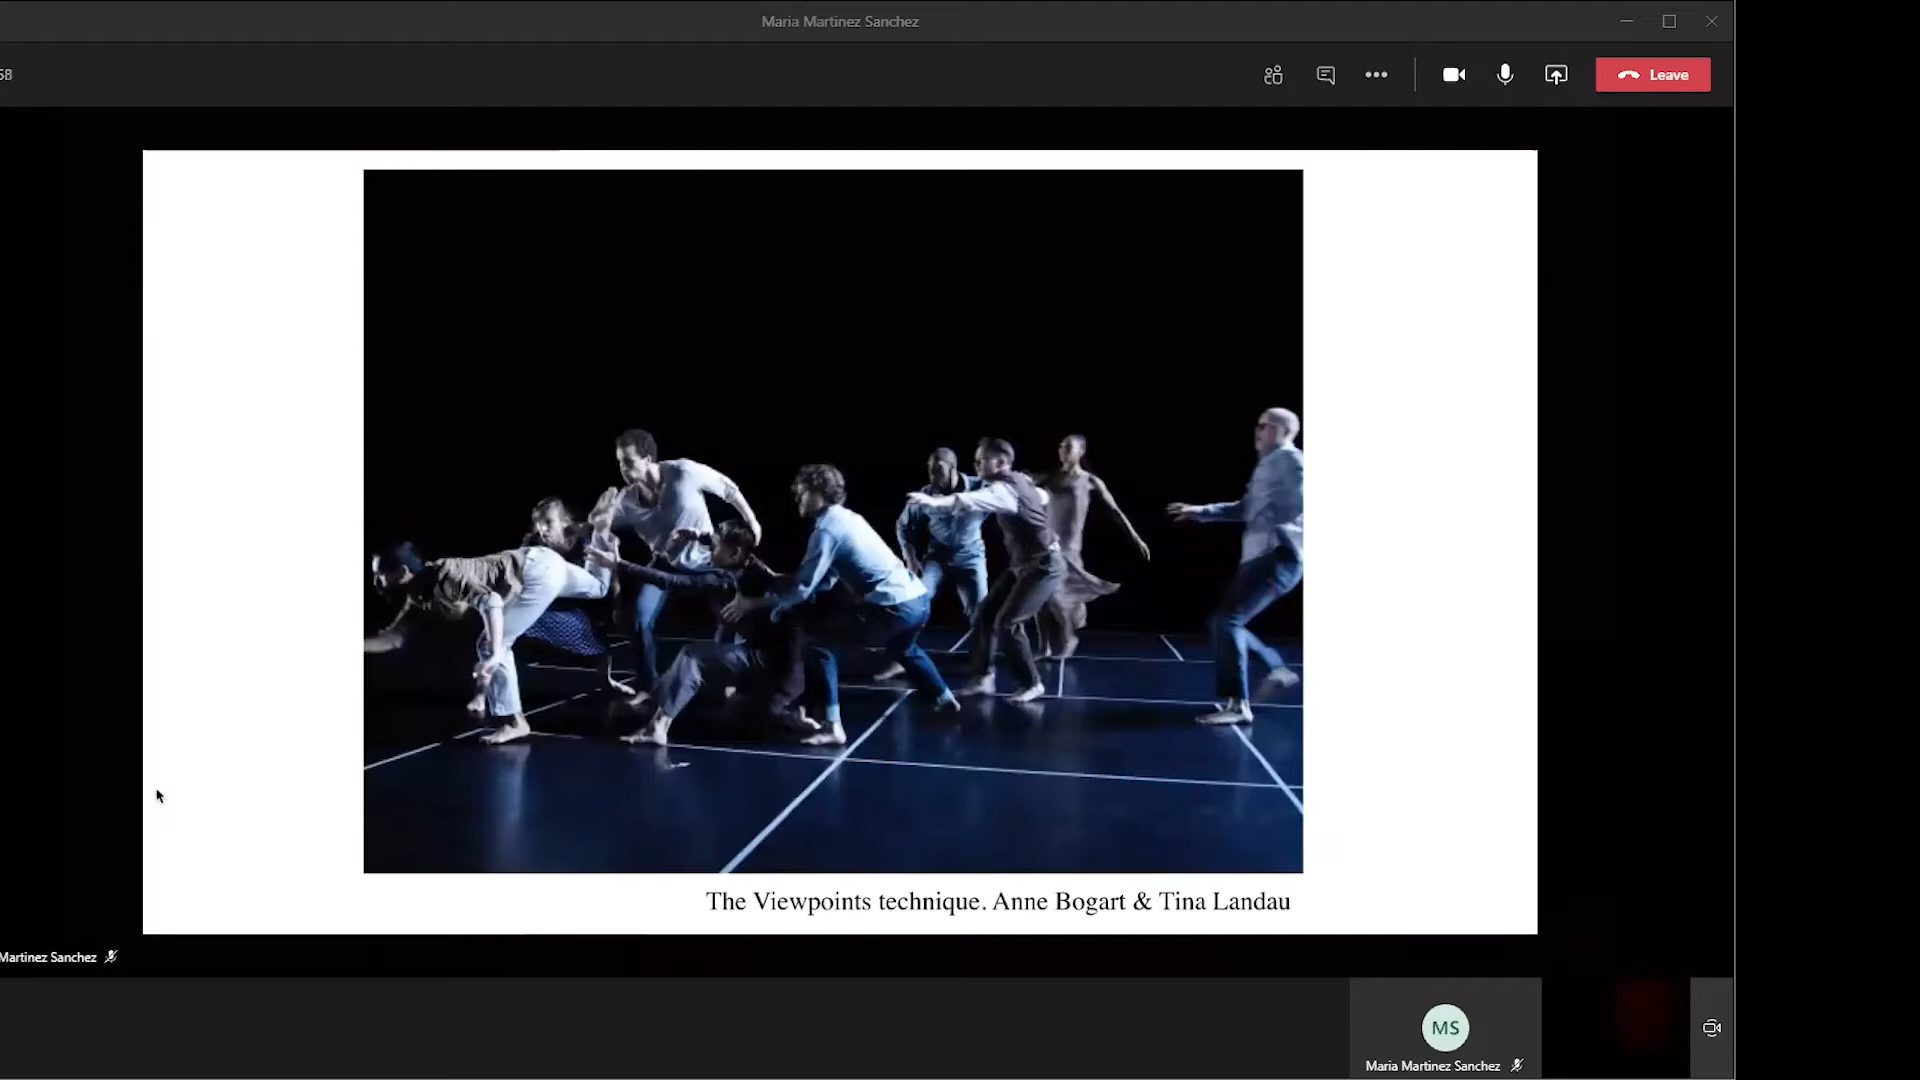 Maria Martinez Sanchez
58
Leave
The Viewpoints technique. Anne Bogart & Tina Landau
Martinez Sanchez
MS
Maria Martinez Sanchez